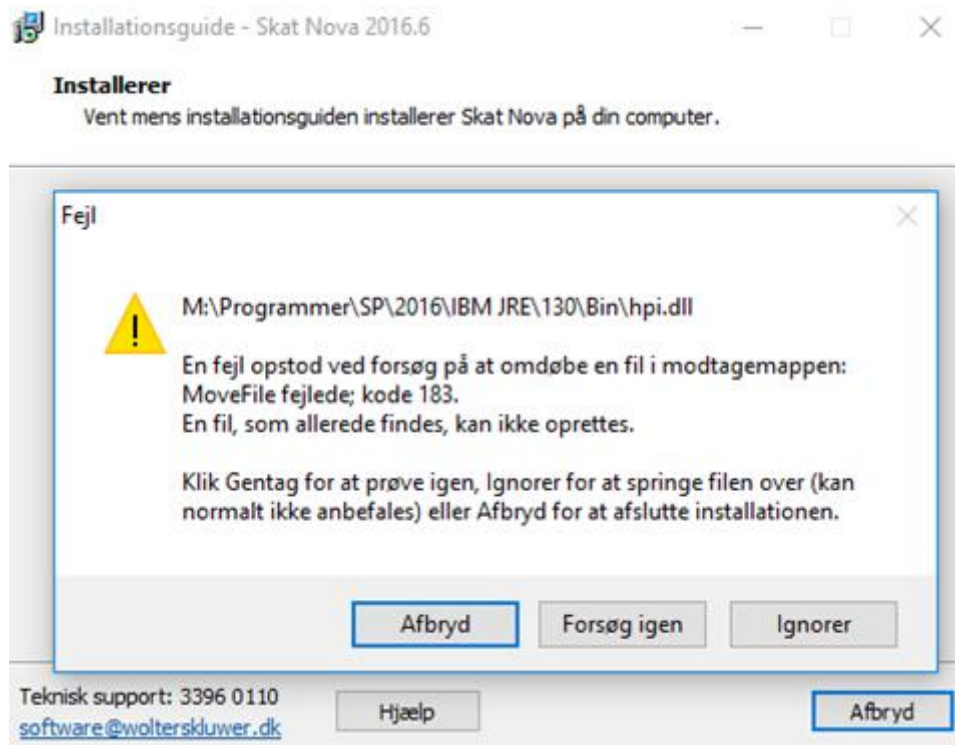 Installationsguide - Skat Nova 2016.6
Installerer
Vent mens installationsguiden installerer Skat Nova på din computer.
Fejl
M:\Programmer\SP\2016\IBM JRE\130\Bin\hpi.dll
En fejl opstod ved forsøg på at omdøbe en fil i modtagemappen:
MoveFile fejlede; kode 183.
En fil, som allerede findes, kan ikke oprettes.
Klik Gentag for at prøve igen, Ignorer for at springe filen over (kan
normalt ikke anbefales) eller Afbryd for at afslutte installationen.
Afbryd Forsøg igen Ignorer
Teknisk support: 3396 0110
software@wolterskluwer.dk
Hjælp Afbryd